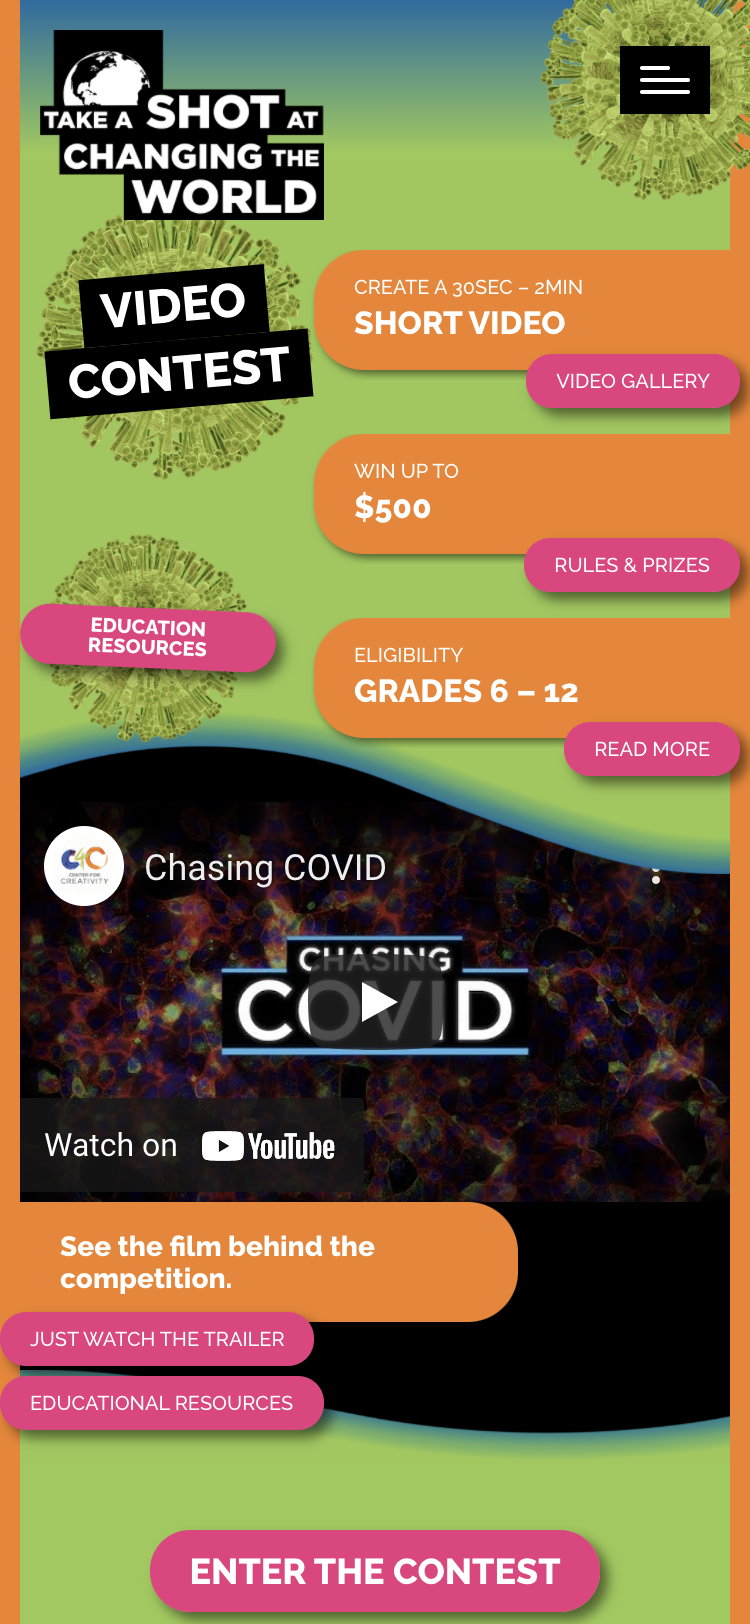 TAKE A SHOT AT
CHANGING THE
WORLD
VIDEO
CONTEST
CREATE A 30SEC – 2MIN
SHORT VIDEO
VIDEO GALLERY
WIN UP TO
$500
RULES & PRIZES
EDUCATION
RESOURCES
ELIGIBILITY
GRADES 6 – 12
READ MORE
C4C
CENTER FOR
CREATIVITY
Chasing COVID
CHASING
COVID
Watch on YouTube
See the film behind the
competition.
JUST WATCH THE TRAILER
EDUCATIONAL RESOURCES
ENTER THE CONTEST